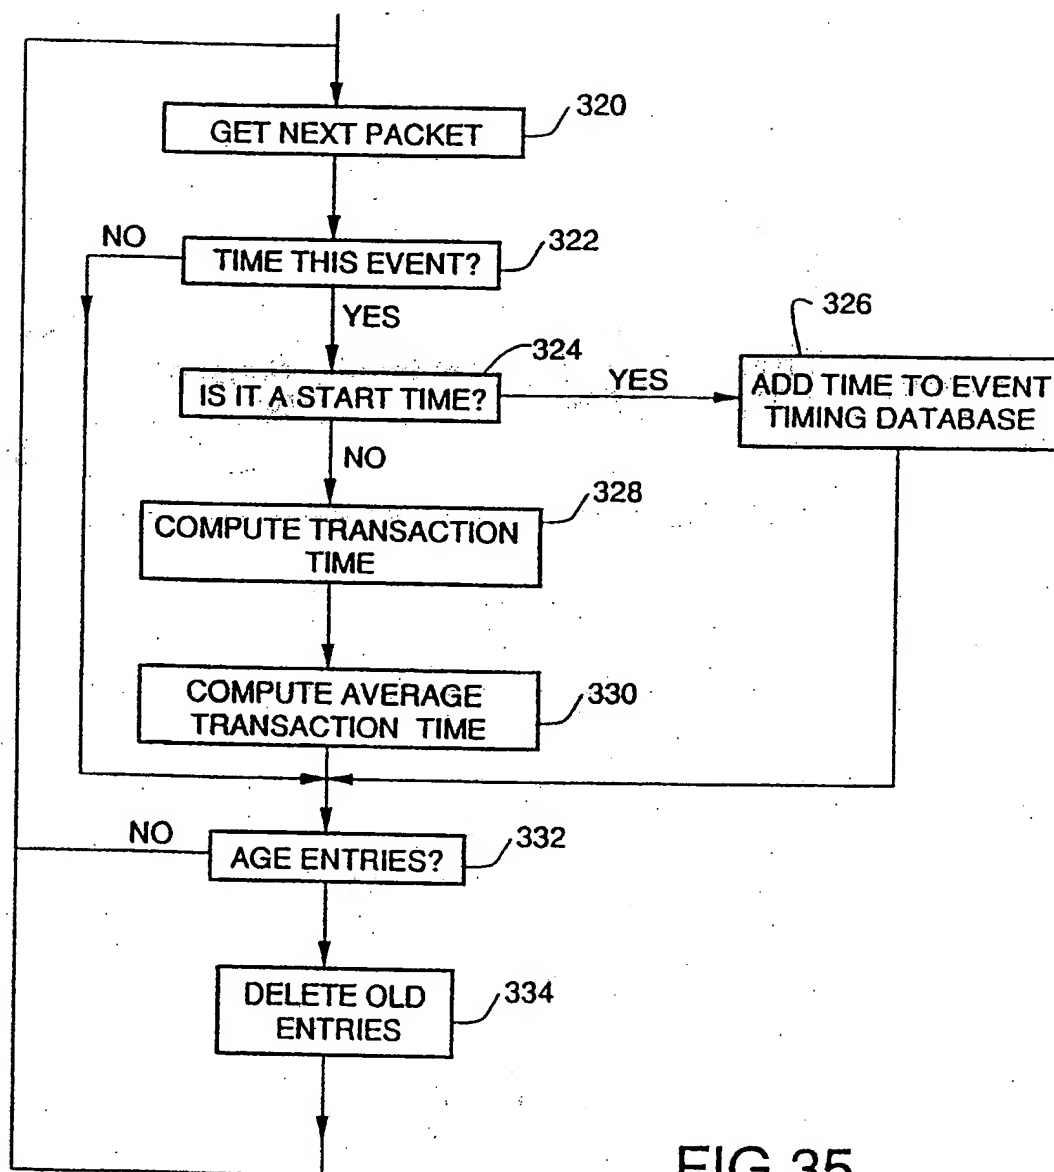 320
GET NEXT PACKET
NO
322
TIME THIS EVENT?
YES
324
326
IS IT A START TIME?
YES
ADD TIME TO EVENT
TIMING DATABASE
NO
328
COMPUTE TRANSACTION
TIME
330
COMPUTE AVERAGE
TRANSACTION TIME
NO
332
AGE ENTRIES?
334
DELETE OLD
ENTRIES
FIG 35